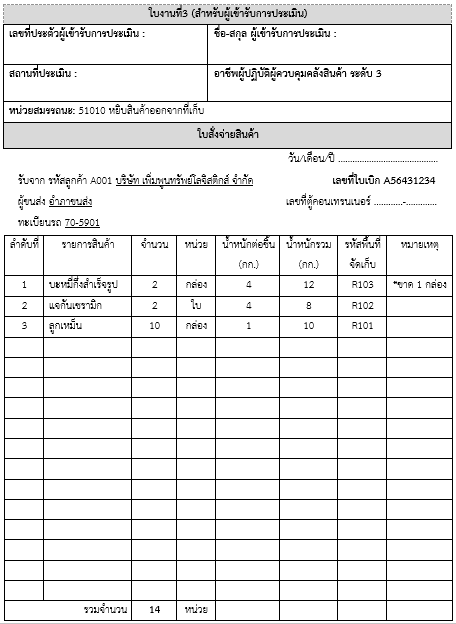 ใบงานที่3 (สำหรับผู้เข้ารับการประเมิน)
เลขที่ประตัวผู้เข้ารับการประเมิน :
ชื่อ-สกุล ผู้เข้ารับการประเมิน :
สถานที่ประเมิน :
อาชีพผู้ปฏิบัติผู้ควบคุมคลังสินค้า ระดับ 3
หน่วยสมรรถนะ: 51010 หยิบสินค้าออกจากที่เก็บ
ใบสั่งจ่ายสินค้า
วัน/เดือน/ปี ........................................
รับจาก รหัสลูกค้า A001 บริษัท เพิ่มพูนทรัพย์โลจิสติกส์ จำกัด เลขที่ใบเบิก A56431234
ผู้ขนส่ง อำภาขนส่ง เลขที่ตู้คอนเทรนเนอร์ ............-.............
ทะเบียนรถ 70-5901
ลำดับที่ รายการสินค้า จำนวน หน่วย น้ำหนักต่อชิ้น (กก.) น้ำหนักรวม (กก.) รหัสพื้นที่จัดเก็บ หมายเหตุ
1 บะหมี่กึ่งสำเร็จรูป 2 กล่อง 4 12 R103 *ขาด 1 กล่อง
2 แจกันเซรามิก 2 ใบ 4 8 R102
3 ลูกเหม็น 10 กล่อง 1 10 R101
รวมจำนวน 14 หน่วย